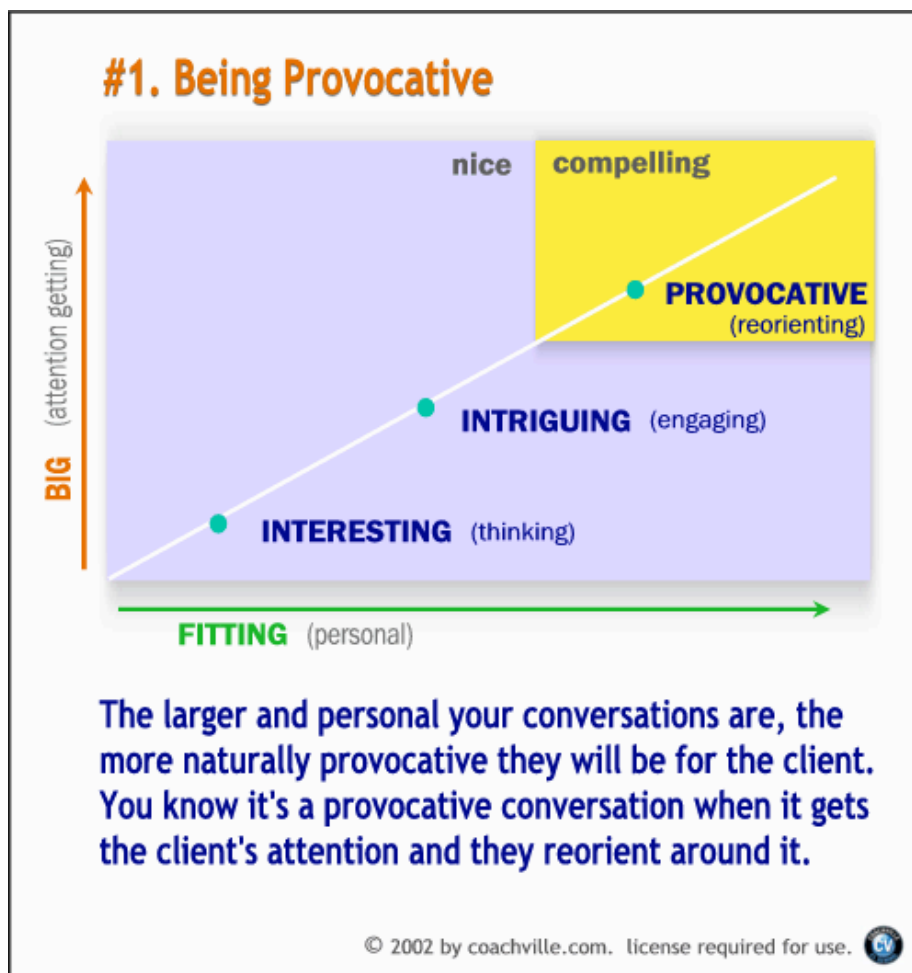 #1. Being Provocative
nice compelling
BIG (attention getting)
PROVOCATIVE
(reorienting)
INTRIGUING (engaging)
INTERESTING (thinking)
FITTING (personal)
The larger and personal your conversations are, the
more naturally provocative they will be for the client.
You know it's a provocative conversation when it gets
the client's attention and they reorient around it.
© 2002 by coachville.com. license required for use.
CV